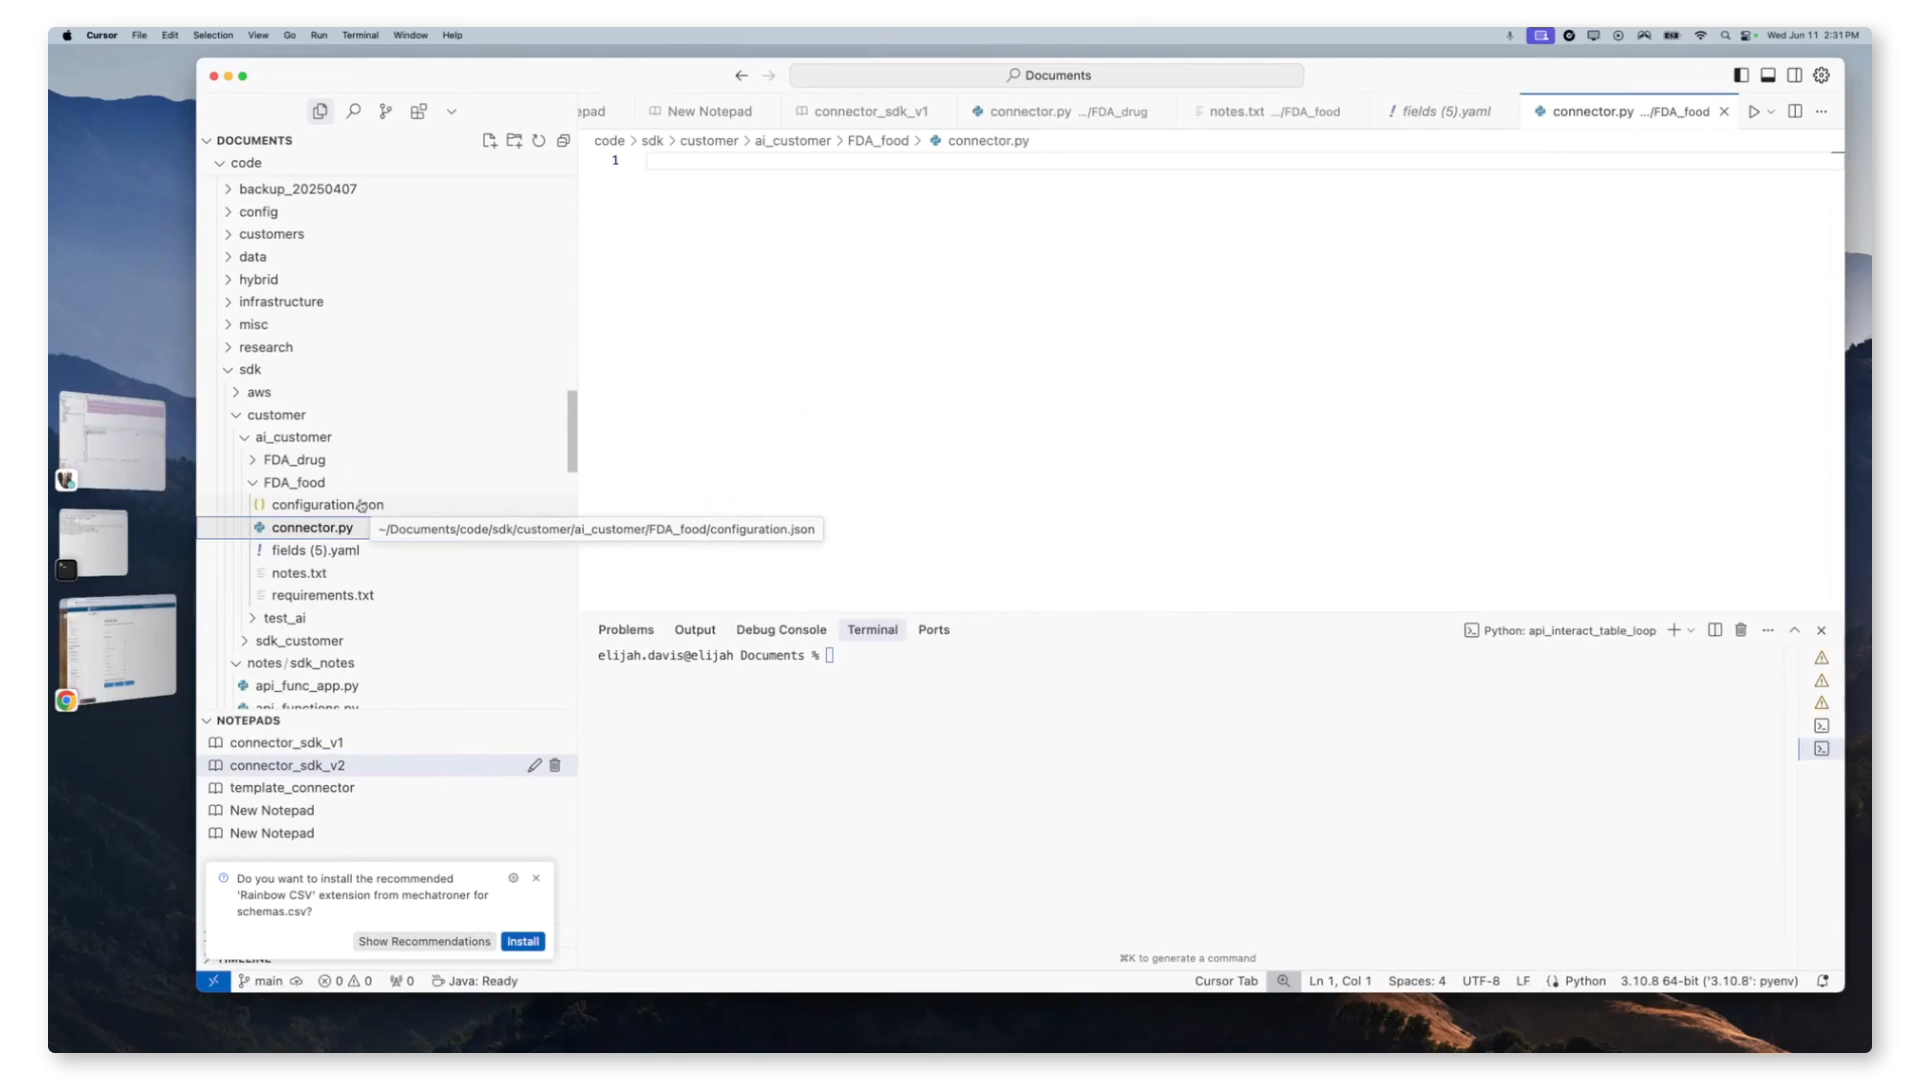 Cursor File Edit Selection View Go Run Terminal Window Help
Wed Jun 11 2:31PM
Documents
epad
New Notepad
connector_sdk_v1
connector.py .../FDA_drug
notes.txt .../FDA_food
fields (5).yaml
connector.py .../FDA_food
DOCUMENTS
code > sdk > customer > ai_customer > FDA_food > connector.py
1
code
backup_20250407
config
customers
data
hybrid
infrastructure
misc
research
sdk
aws
customer
ai_customer
FDA_drug
FDA_food
configuration.json
connector.py
~/Documents/code/sdk/customer/ai_customer/FDA_food/configuration.json
fields (5).yaml
notes.txt
requirements.txt
test_ai
sdk_customer
notes/sdk_notes
api_func_app.py
api_functions.py
Problems Output Debug Console Terminal Ports
Python: api_interact_table_loop
elijah.davis@elijah Documents %
NOTEPADS
connector_sdk_v1
connector_sdk_v2
template_connector
New Notepad
New Notepad
Do you want to install the recommended
'Rainbow CSV' extension from mechatroner for
schemas.csv?
Show Recommendations Install
TIMELINE
⌘K to generate a command
main 0 0 0 Java: Ready
Cursor Tab Ln 1, Col 1 Spaces: 4 UTF-8 LF Python 3.10.8 64-bit ('3.10.8': pyenv)